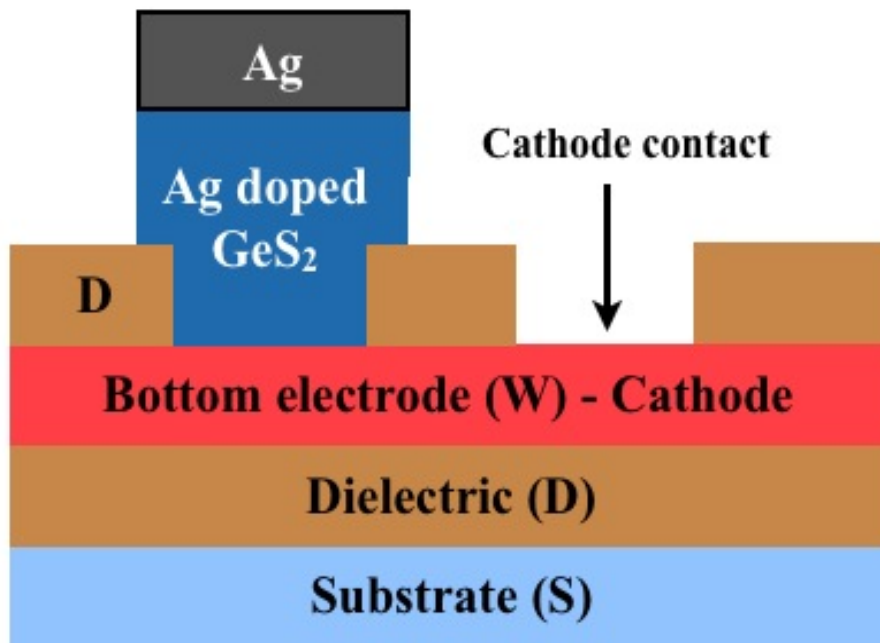 Ag
Cathode contact
Ag doped
GeS₂
D
Bottom electrode (W) - Cathode
Dielectric (D)
Substrate (S)